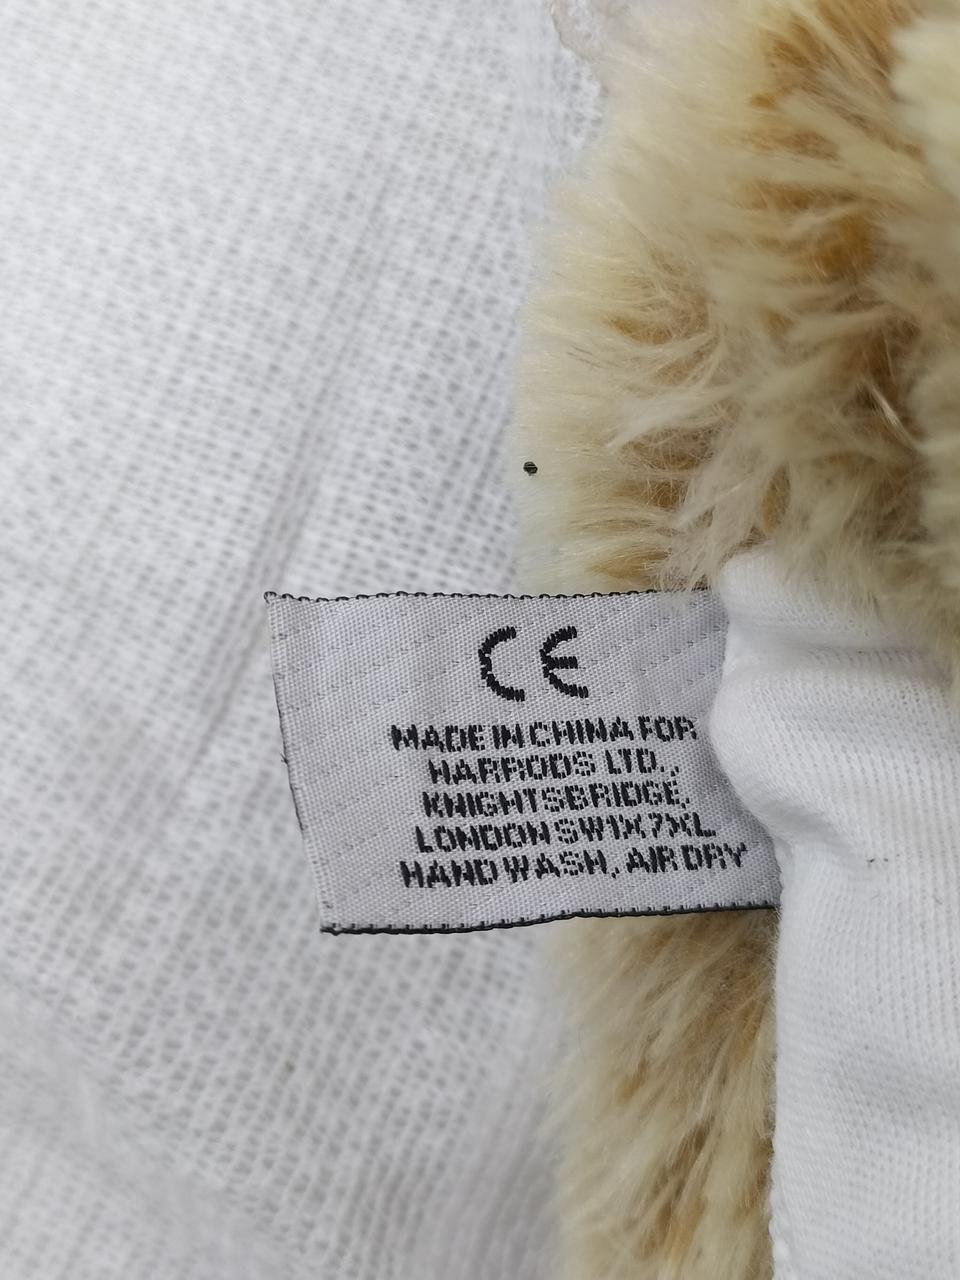 CE
MADE IN CHINA FOR
HARRODS LTD.,
KNIGHTSBRIDGE,
LONDON SW1X 7XL
HAND WASH, AIR DRY